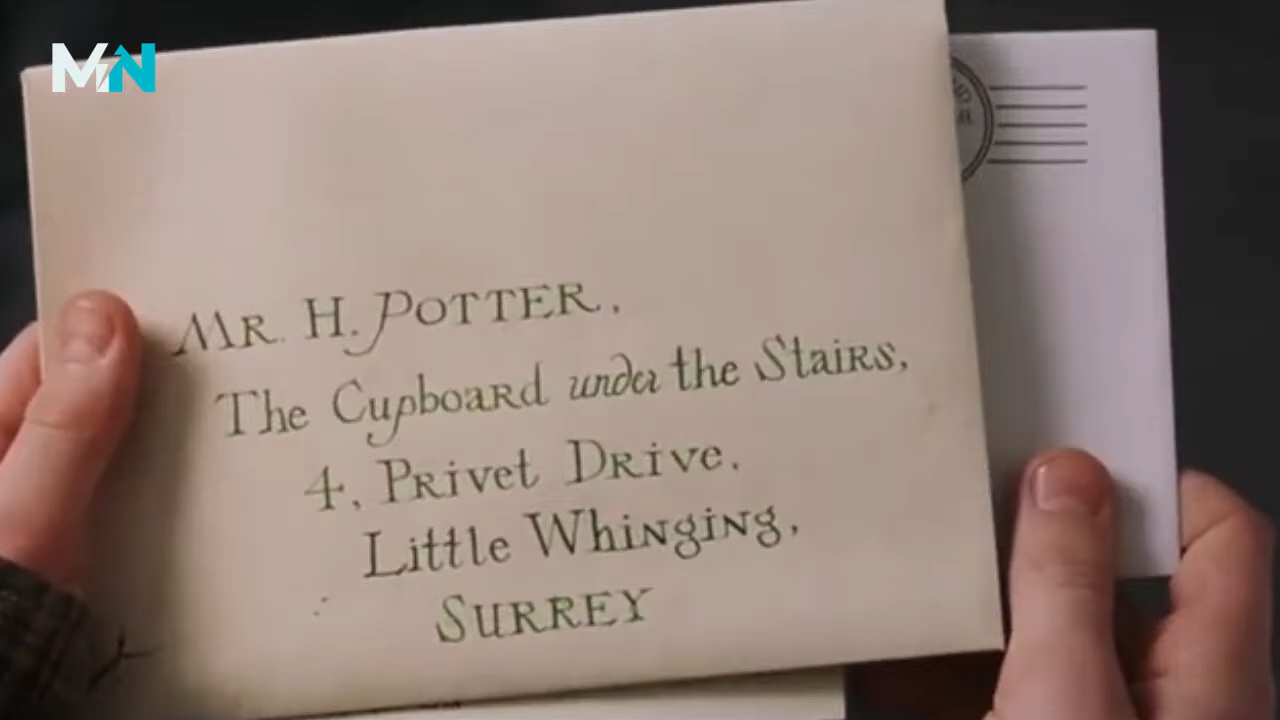 MN
MR. H. POTTER,
The Cupboard under the Stairs,
4, Privet Drive,
Little Whinging,
SURREY